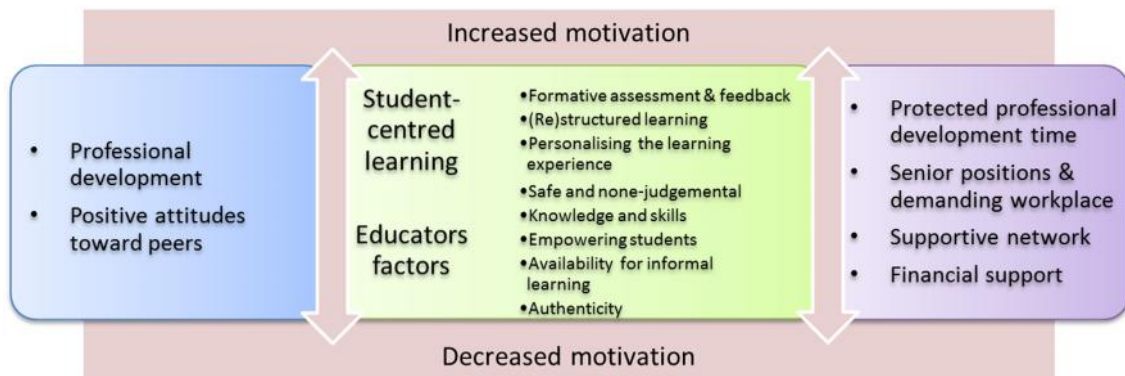 Increased motivation
• Professional
development
• Positive attitudes
toward peers
Student-
centred
learning
•Formative assessment & feedback
•(Re)structured learning
•Personalising the learning
experience
Educators
factors
•Safe and none-judgemental
•Knowledge and skills
•Empowering students
•Availability for informal
learning
•Authenticity
• Protected professional
development time
• Senior positions &
demanding workplace
• Supportive network
• Financial support
Decreased motivation